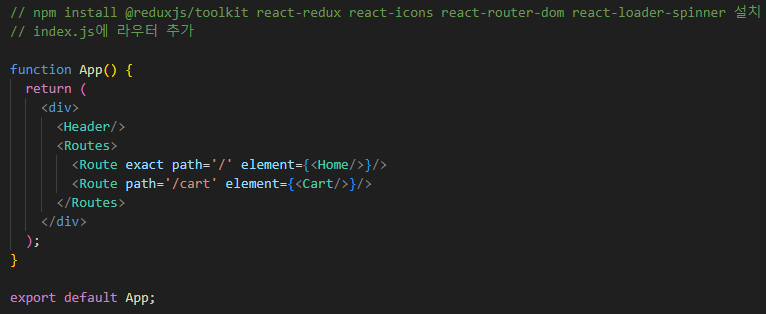 // npm install @reduxjs/toolkit react-redux react-icons react-router-dom react-loader-spinner 설치
// index.js에 라우터 추가
function App() {
return (
<div>
<Header/>
<Routes>
<Route exact path='/' element={<Home/>}/>
<Route path='/cart' element={<Cart/>}/>
</Routes>
</div>
);
}
export default App;